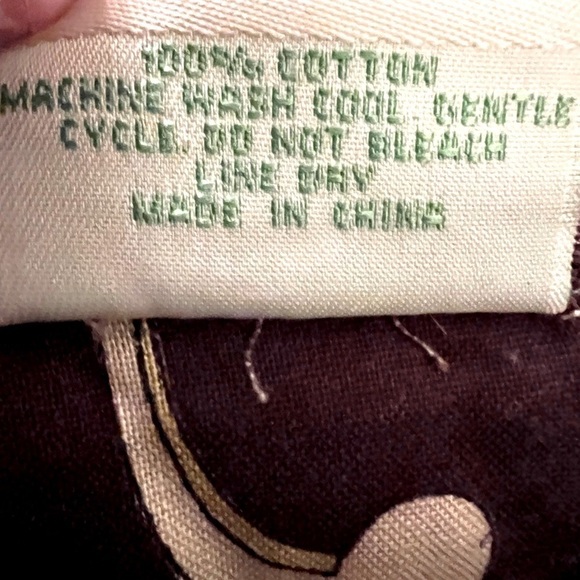 100% COTTON
MACHINE WASH COOL. GENTLE
CYCLE. DO NOT BLEACH
LINE DRY
MADE IN CHINA